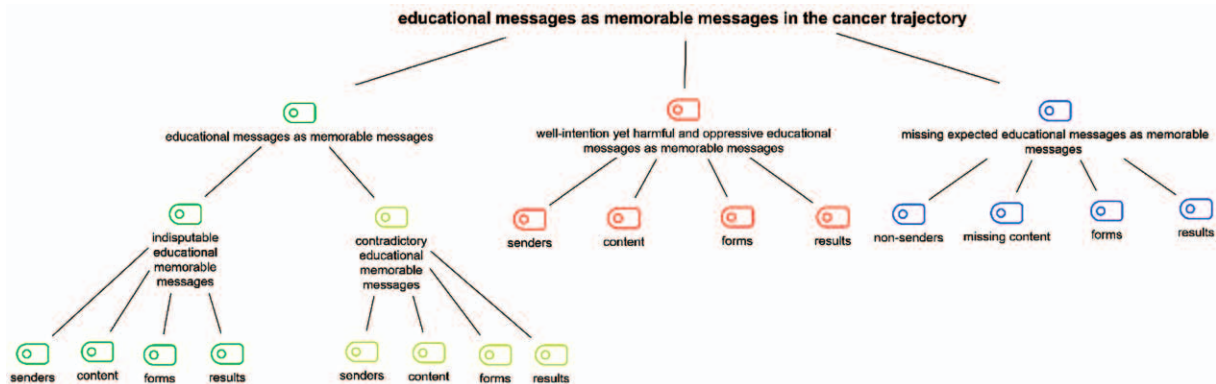 educational messages as memorable messages in the cancer trajectory
educational messages as memorable messages
well-intention yet harmful and oppressive educational
messages as memorable messages
missing expected educational messages as memorable
messages
indisputable
educational
memorable
messages
contradictory
educational
memorable
messages
senders
content
forms
results
non-senders
missing content
forms
results
senders
content
forms
results
senders
content
forms
results